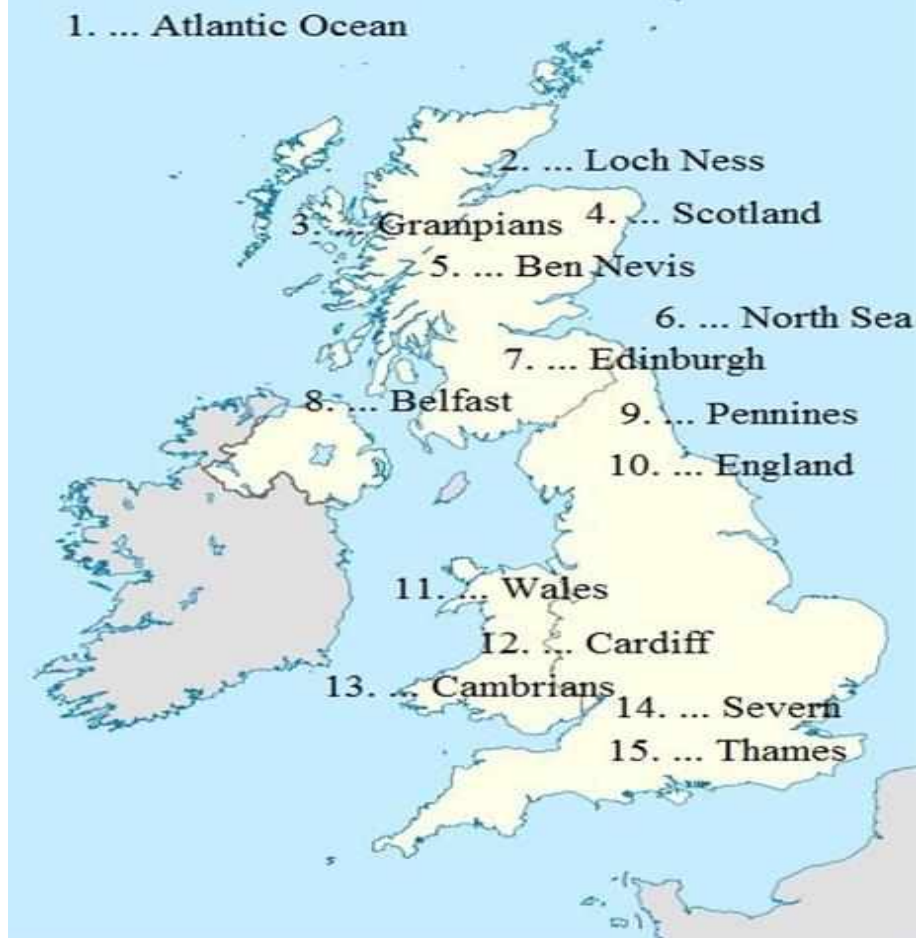 1. ... Atlantic Ocean
2. ... Loch Ness
3. ... Grampians
4. ... Scotland
5. ... Ben Nevis
6. ... North Sea
7. ... Edinburgh
8. ... Belfast
9. ... Pennines
10. ... England
11. ... Wales
12. ... Cardiff
13. ... Cambrians
14. ... Severn
15. ... Thames